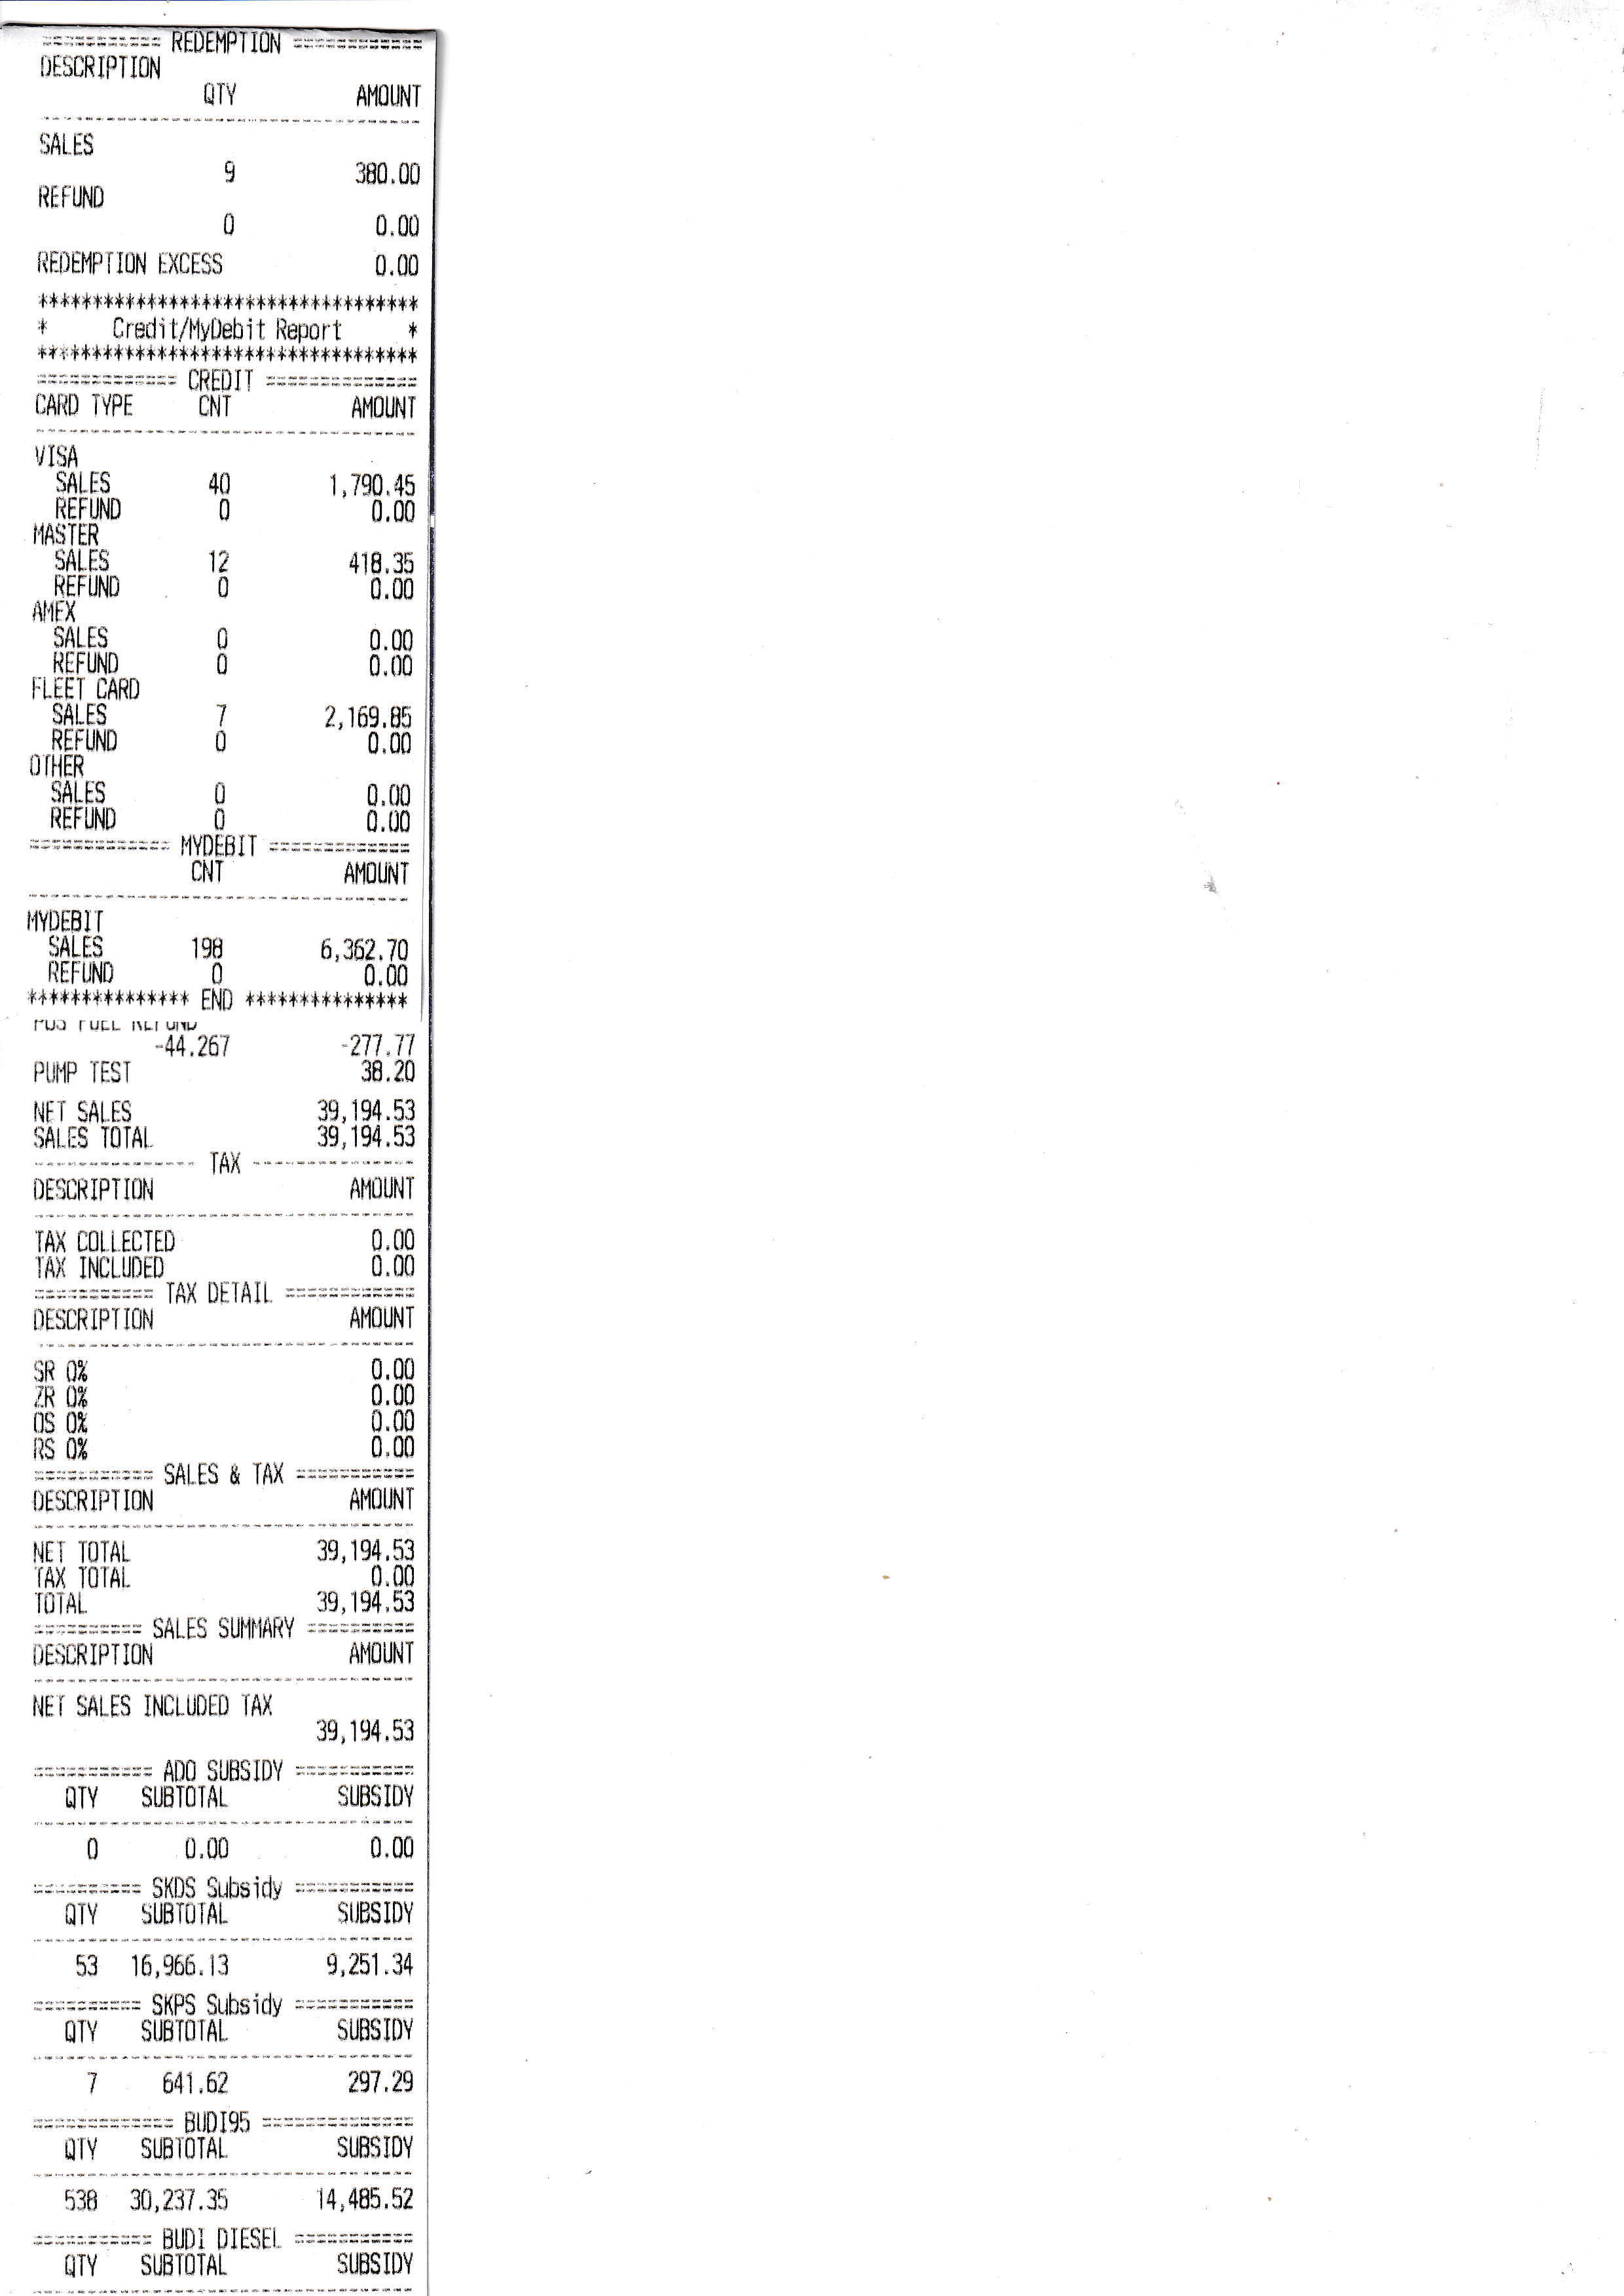 =========== REDEMPTION ============
DESCRIPTION
QTY AMOUNT
-----------------------------------
SALES
9 380.00
REFUND
0 0.00
REDEMPTION EXCESS 0.00
***********************************
* Credit/MyDebit Report *
***********************************
============= CREDIT ==============
CARD TYPE CNT AMOUNT
-----------------------------------
VISA
SALES 40 1,790.45
REFUND 0 0.00
MASTER
SALES 12 418.35
REFUND 0 0.00
AMEX
SALES 0 0.00
REFUND 0 0.00
FLEET CARD
SALES 7 2,169.85
REFUND 0 0.00
OTHER
SALES 0 0.00
REFUND 0 0.00
============= MYDEBIT =============
CNT AMOUNT
-----------------------------------
MYDEBIT
SALES 198 6,362.70
REFUND 0 0.00
*************** END ***************
POS FUEL REFUND
-44.267 -277.77
PUMP TEST 38.20
NET SALES 39,194.53
SALES TOTAL 39,194.53
--------------- TAX ---------------
DESCRIPTION AMOUNT
-----------------------------------
TAX COLLECTED 0.00
TAX INCLUDED 0.00
=========== TAX DETAIL ============
DESCRIPTION AMOUNT
-----------------------------------
SR 0% 0.00
ZR 0% 0.00
OS 0% 0.00
RS 0% 0.00
=========== SALES & TAX ===========
DESCRIPTION AMOUNT
-----------------------------------
NET TOTAL 39,194.53
TAX TOTAL 0.00
TOTAL 39,194.53
========== SALES SUMMARY ==========
DESCRIPTION AMOUNT
-----------------------------------
NET SALES INCLUDED TAX
39,194.53
=========== ADO SUBSIDY ===========
QTY SUBTOTAL SUBSIDY
-----------------------------------
0 0.00 0.00
========== SKDS Subsidy ===========
QTY SUBTOTAL SUBSIDY
-----------------------------------
53 16,966.13 9,251.34
========== SKPS Subsidy ===========
QTY SUBTOTAL SUBSIDY
-----------------------------------
7 641.62 297.29
============= BUDI95 ==============
QTY SUBTOTAL SUBSIDY
-----------------------------------
538 30,237.35 14,485.52
=========== BUDI DIESEL ===========
QTY SUBTOTAL SUBSIDY
-----------------------------------